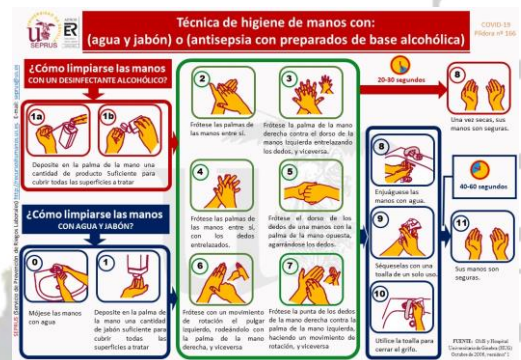 SEPRUS
Técnica de higiene de manos con:
(agua y jabón) o (antisepsia con preparados de base alcohólica)
COVID-19
Píldora nº 166
¿Cómo limpiarse las manos
CON UN DESINFECTANTE ALCOHÓLICO?
1a
1b
Deposite en la palma de la mano una
cantidad de producto Suficiente para
cubrir todas las superficies a tratar
¿Cómo limpiarse las manos
CON AGUA Y JABÓN?
0
Mójese las manos
con agua
1
Deposite en la palma de
la mano una cantidad
de jabón suficiente para
cubrir todas las
superficies a tratar
2
Frótese las palmas de
las manos entre sí.
3
Frótese la palma de la mano
derecha contra el dorso de la
mano izquierda entrelazando
los dedos, y viceversa.
4
Frótese las palmas de
las manos entre sí,
con los dedos
entrelazados.
5
Frótese el dorso de los
dedos de una mano con la
palma de la mano opuesta,
agarrándose los dedos.
6
Frótese con un movimiento
de rotación el pulgar
izquierdo, rodeándolo con
la palma de la mano
derecha, y viceversa
7
Frótese la punta de los dedos
de la mano derecha contra la
palma de la mano izquierda,
haciendo un movimiento de
rotación, y viceversa
20-30 segundos
8
Una vez secas, sus
manos son seguras.
8
Enjuáguese las
manos con agua.
9
Séqueselas con una
toalla de un solo uso.
10
Utilice la toalla para
cerrar el grifo.
40-60 segundos
11
Sus manos son
seguras.